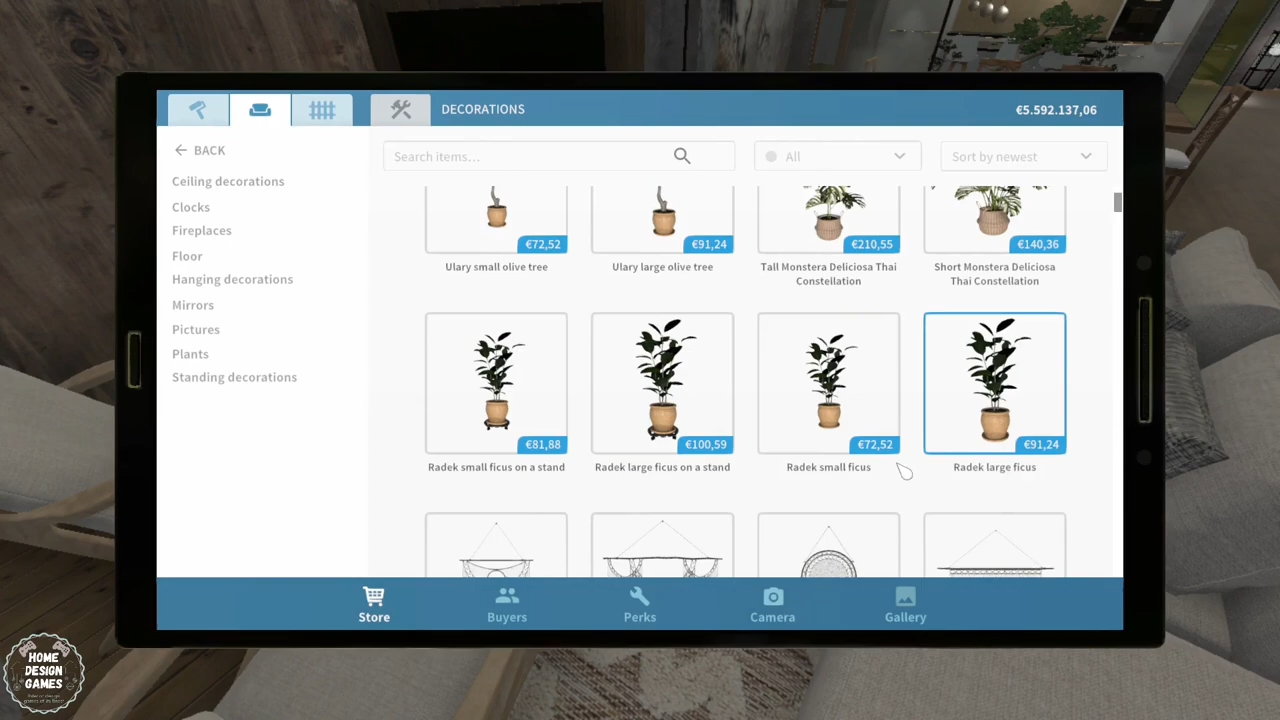 DECORATIONS
€5.592.137,06
BACK
Search items...
All
Sort by newest
Ceiling decorations
Clocks
Fireplaces
Floor
Hanging decorations
Mirrors
Pictures
Plants
Standing decorations
€72,52
€91,24
€210,55
€140,36
Ulary small olive tree
Ulary large olive tree
Tall Monstera Deliciosa Thai
Constellation
Short Monstera Deliciosa
Thai Constellation
€81,88
€100,59
€72,52
€91,24
Radek small ficus on a stand
Radek large ficus on a stand
Radek small ficus
Radek large ficus
Store
Buyers
Perks
Camera
Gallery
HOME
DESIGN
GAMES